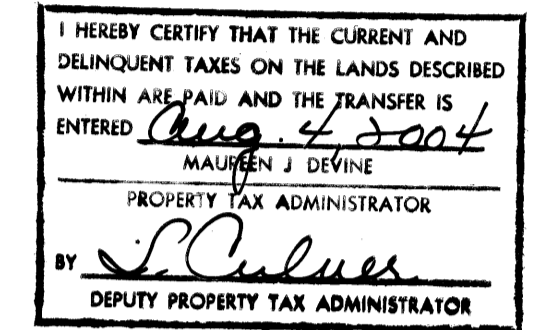 I HEREBY CERTIFY THAT THE CURRENT AND
DELINQUENT TAXES ON THE LANDS DESCRIBED
WITHIN ARE PAID AND THE TRANSFER IS
ENTERED Aug. 4, 2004
MAUREEN J DEVINE
PROPERTY TAX ADMINISTRATOR
BY
DEPUTY PROPERTY TAX ADMINISTRATOR